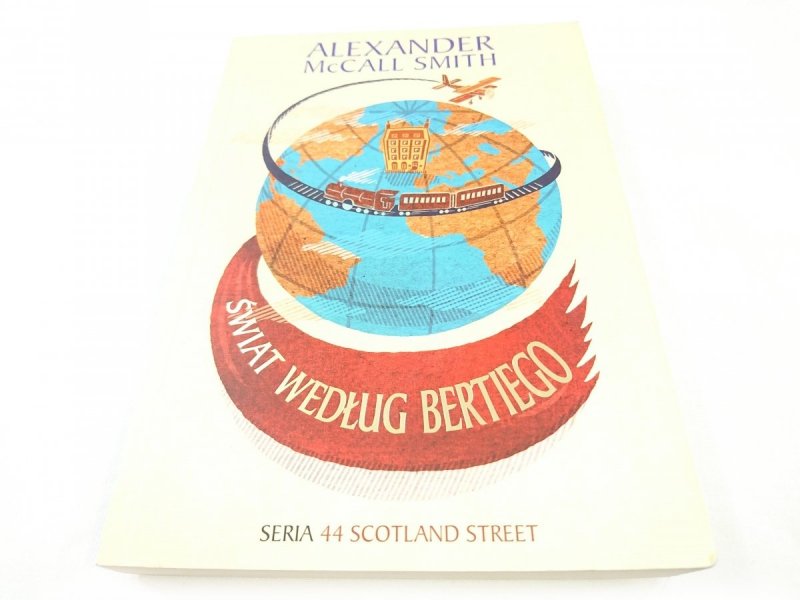 ALEXANDER
McCALL SMITH
ŚWIAT WEDŁUG BERTIEGO
SERIA 44 SCOTLAND STREET